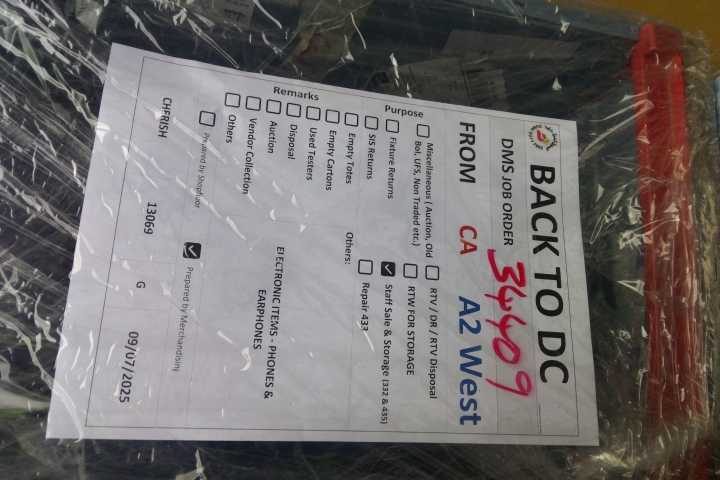 BACK TO DC
DMS JOB ORDER 34409
FROM CA A2 West
Purpose
Miscellaneous ( Auction, Old
Bol, UFS, Non Traded etc.)
Fixture Returns
SIS Returns
Empty Totes
RTV / DR / RTV Disposal
RTW FOR STORAGE
Staff Sale & Storage (332 & 435)
Repair 433
Remarks
Empty Cartons
Used Testers
Disposal
Auction
Vendor Collection
Others
Others:
ELECTRONIC ITEMS - PHONES &
EARPHONES
Prepared by Shopfloor
Prepared by Merchandising
CHERISH 13069 G 09/07/2025